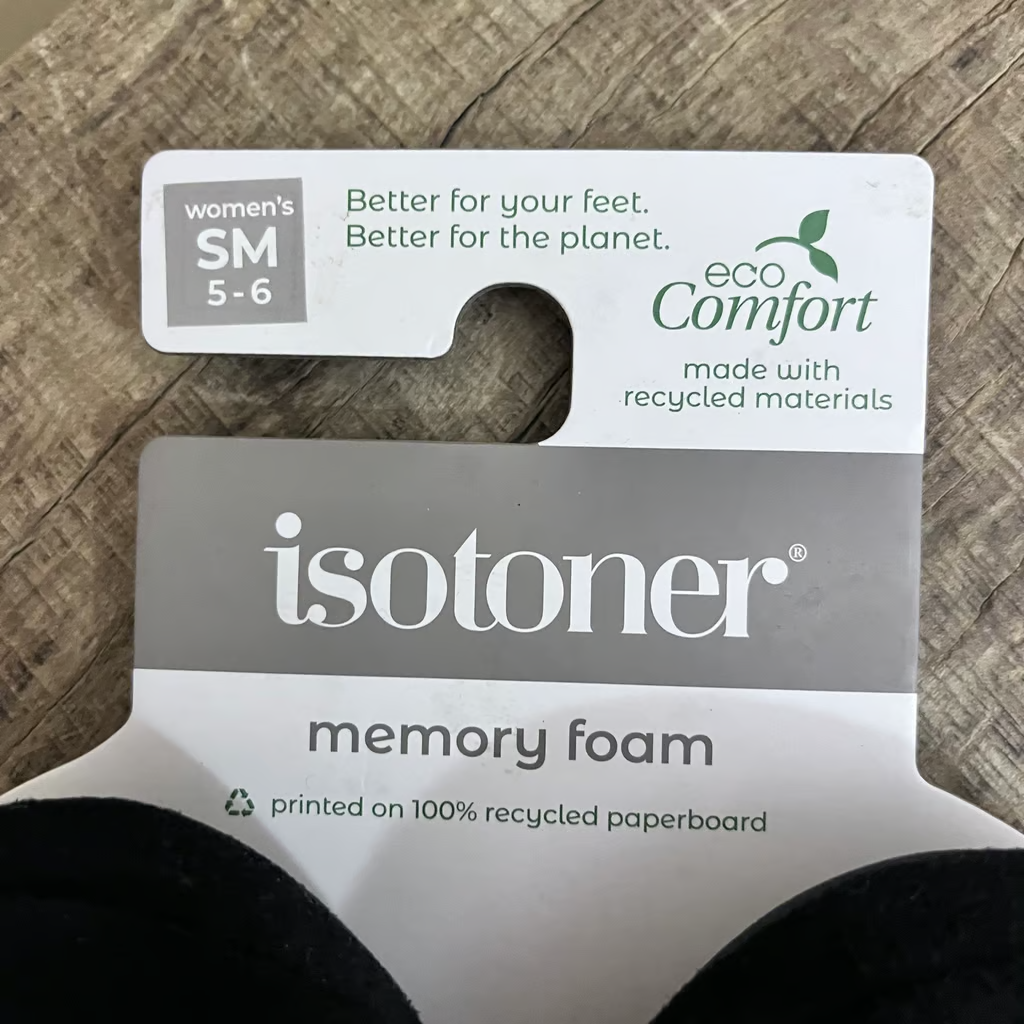 women's
SM
5-6
Better for your feet.
Better for the planet.
eco
Comfort
made with
recycled materials
isotoner®
memory foam
printed on 100% recycled paperboard